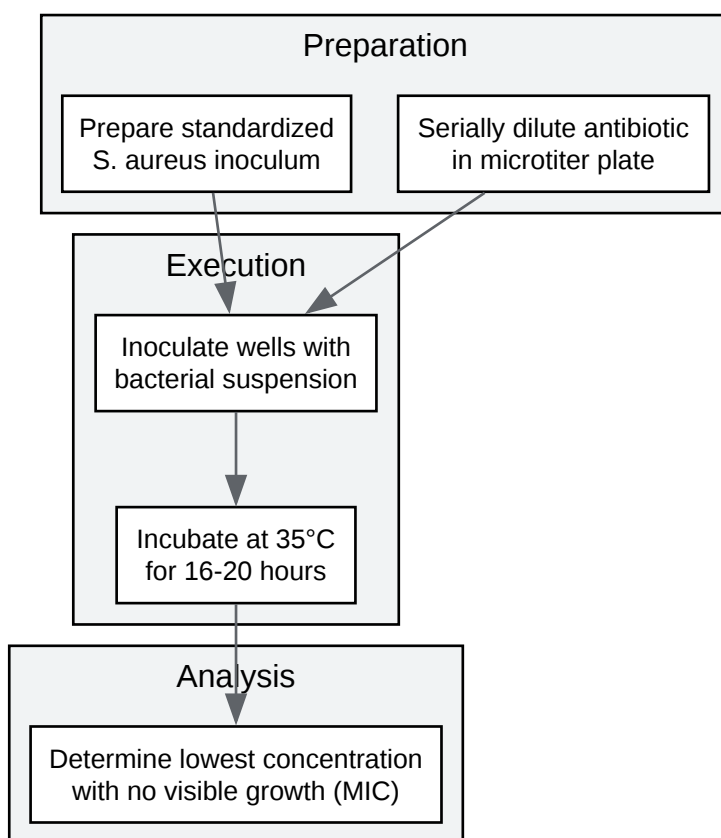 Preparation
Prepare standardized
S. aureus inoculum
Serially dilute antibiotic
in microtiter plate
Execution
Inoculate wells with
bacterial suspension
Incubate at 35°C
for 16-20 hours
Analysis
Determine lowest concentration
with no visible growth (MIC)